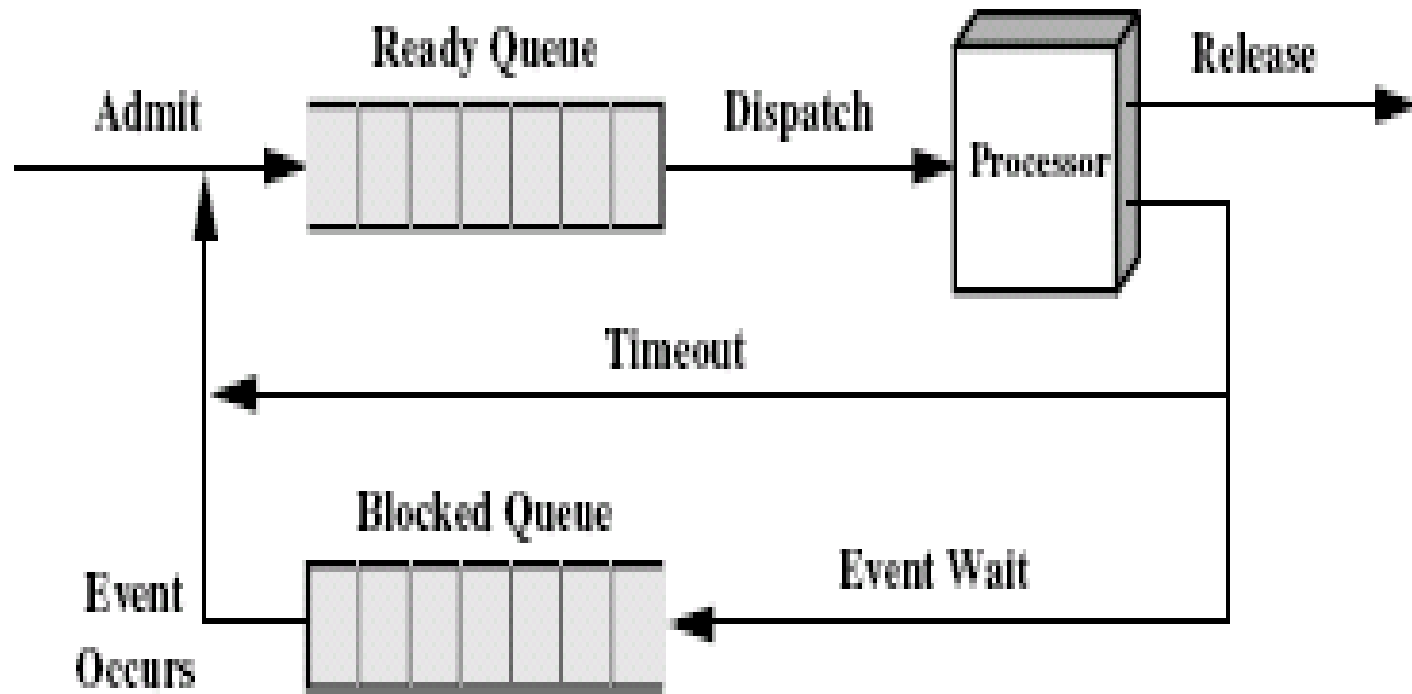 Ready Queue
Release
Admit
Dispatch
Processor
Timeout
Blocked Queue
Event Wait
Event
Occurs